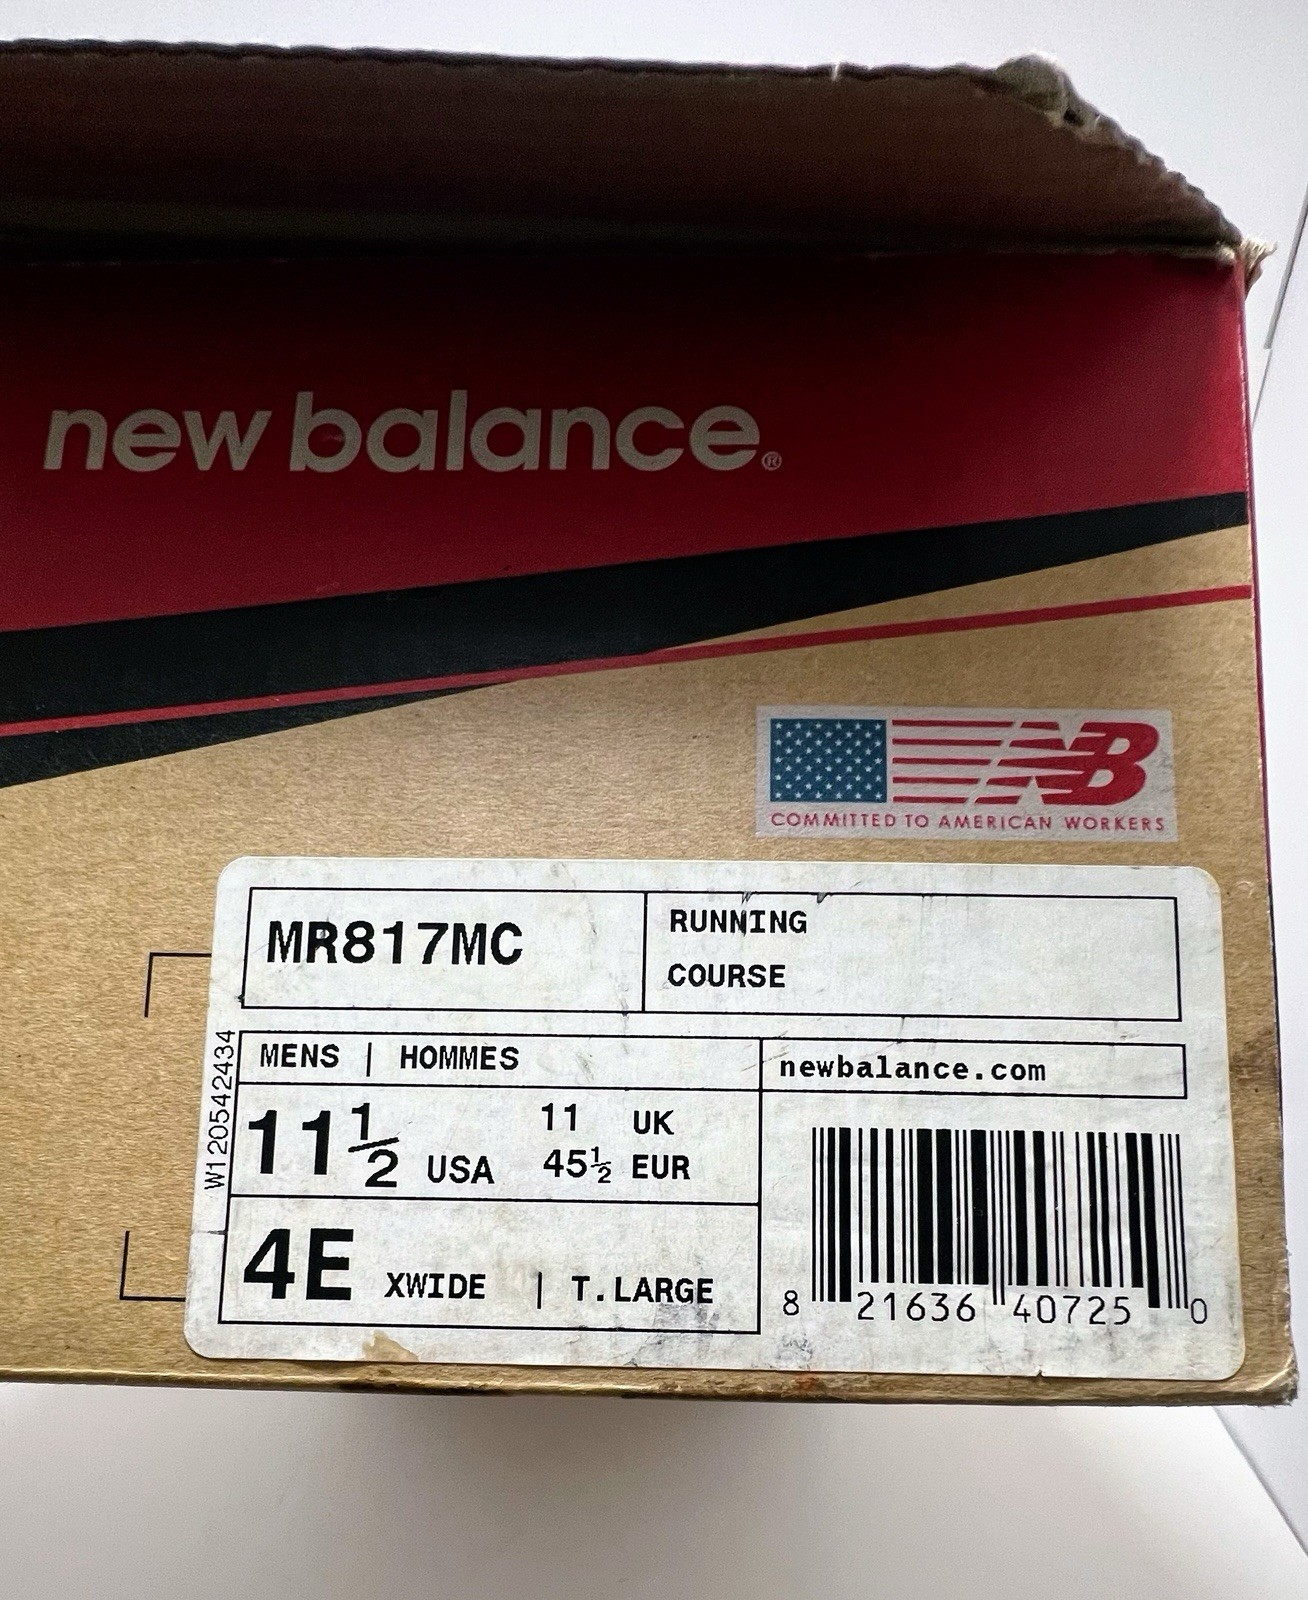 new balance®
NB
COMMITTED TO AMERICAN WORKERS
MR817MC
RUNNING
COURSE
W120542434
MENS | HOMMES
newbalance.com
11½ USA
11 UK
45½ EUR
4E XWIDE | T.LARGE
8 21636 40725 0